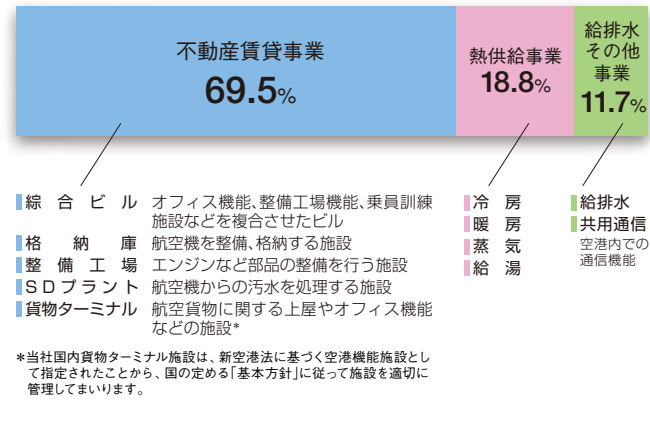 不動産賃貸事業
69.5%
熱供給事業
18.8%
給排水
その他
事業
11.7%
綜合ビル オフィス機能、整備工場機能、乗員訓練
施設などを複合させたビル
格納庫 航空機を整備、格納する施設
整備工場 エンジンなど部品の整備を行う施設
SDプラント 航空機からの汚水を処理する施設
貨物ターミナル 航空貨物に関する上屋やオフィス機能
などの施設*
冷房
暖房
蒸気
給湯
給排水
共用通信
空港内での
通信機能
*当社国内貨物ターミナル施設は、新空港法に基づく空港機能施設とし
て指定されたことから、国の定める「基本方針」に従って施設を適切に
管理してまいります。